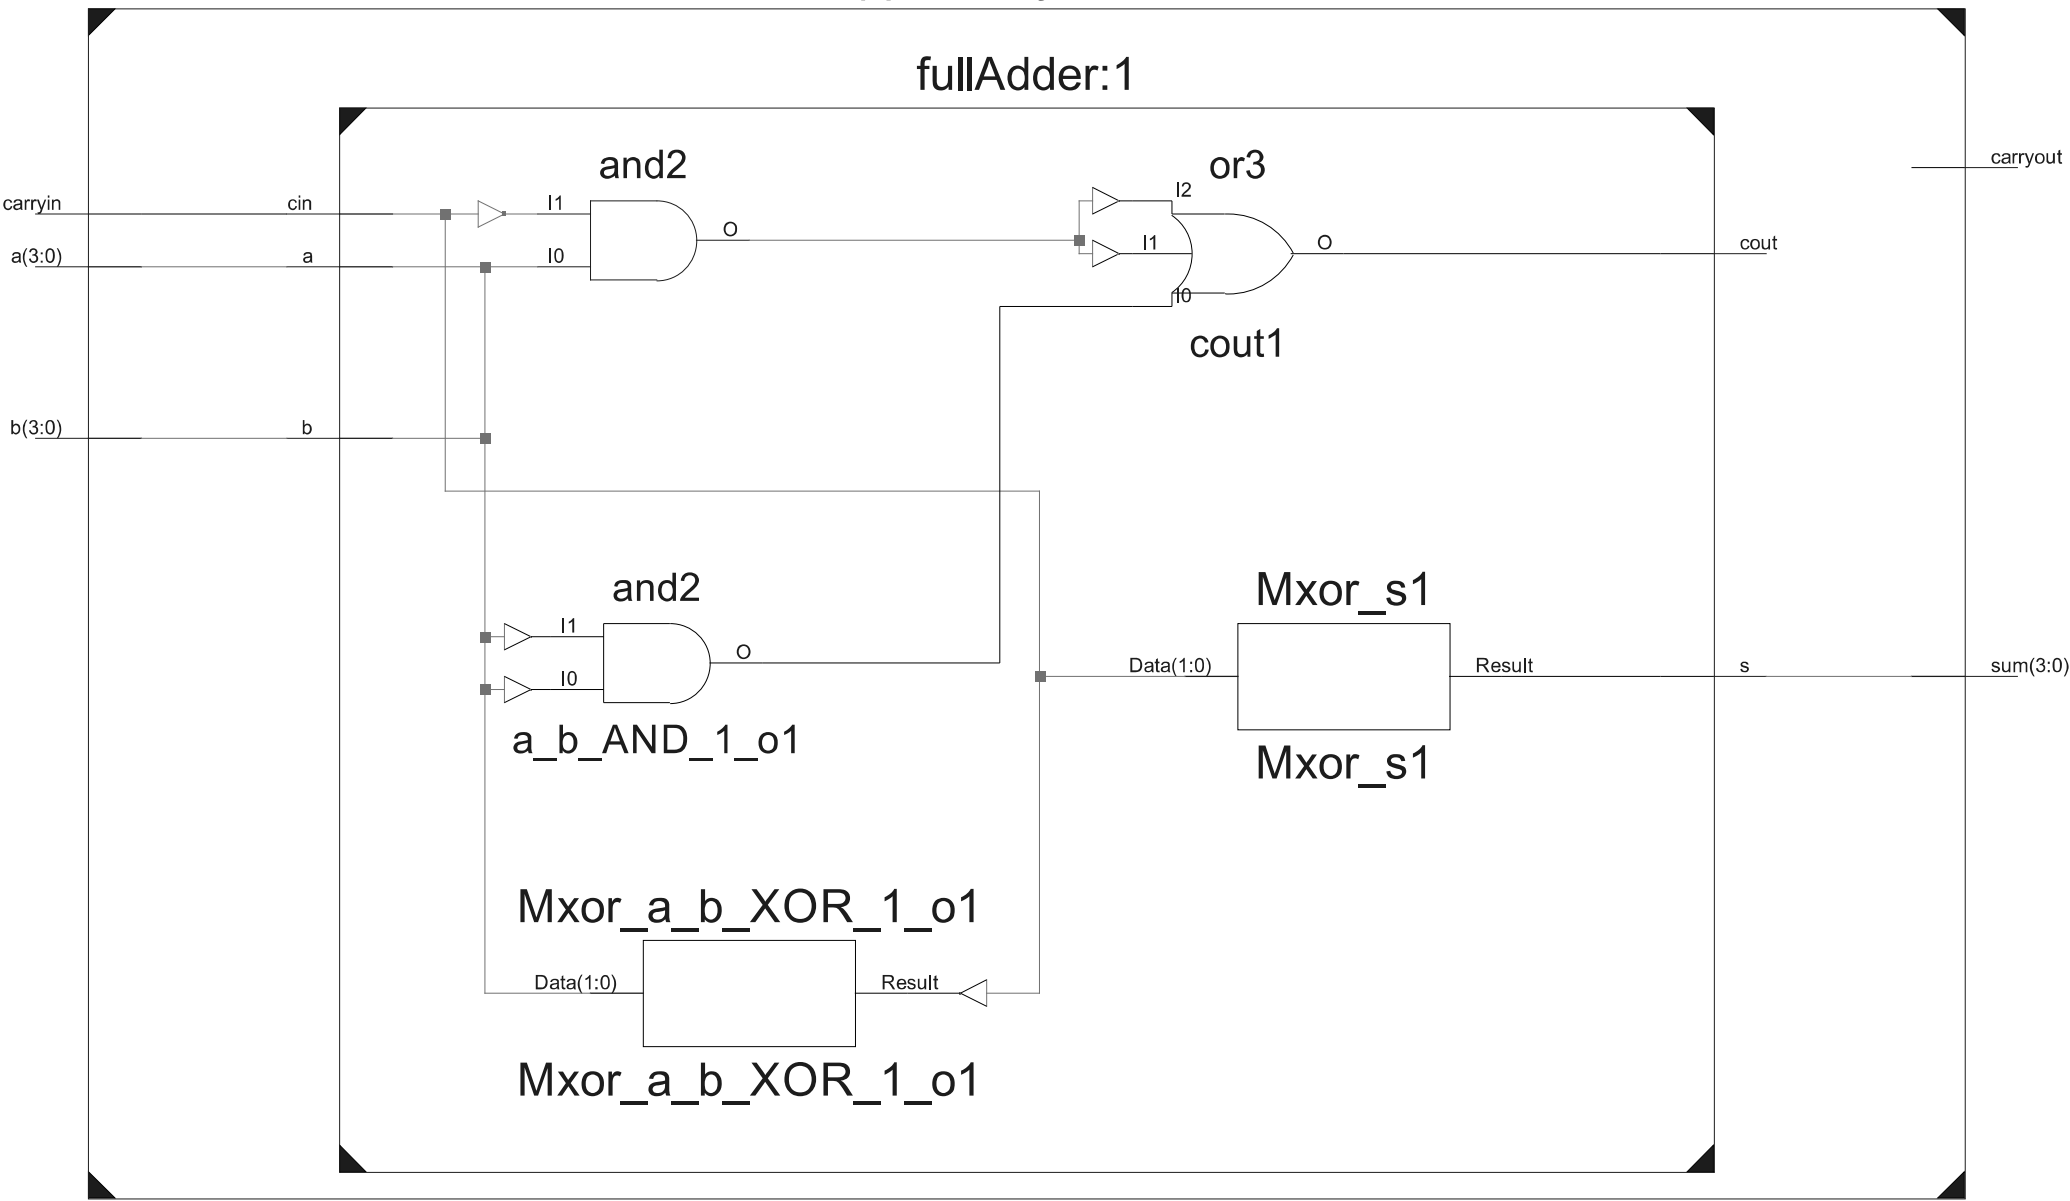 fullAdder:1
and2
or3
carryout
carryin
cin
I1
I2
O
I1
O
cout
a(3:0)
a
I0
I0
cout1
b(3:0)
b
and2
Mxor_s1
I1
O
Data(1:0)
Result
s
sum(3:0)
I0
a_b_AND_1_o1
Mxor_s1
Mxor_a_b_XOR_1_o1
Data(1:0)
Result
Mxor_a_b_XOR_1_o1